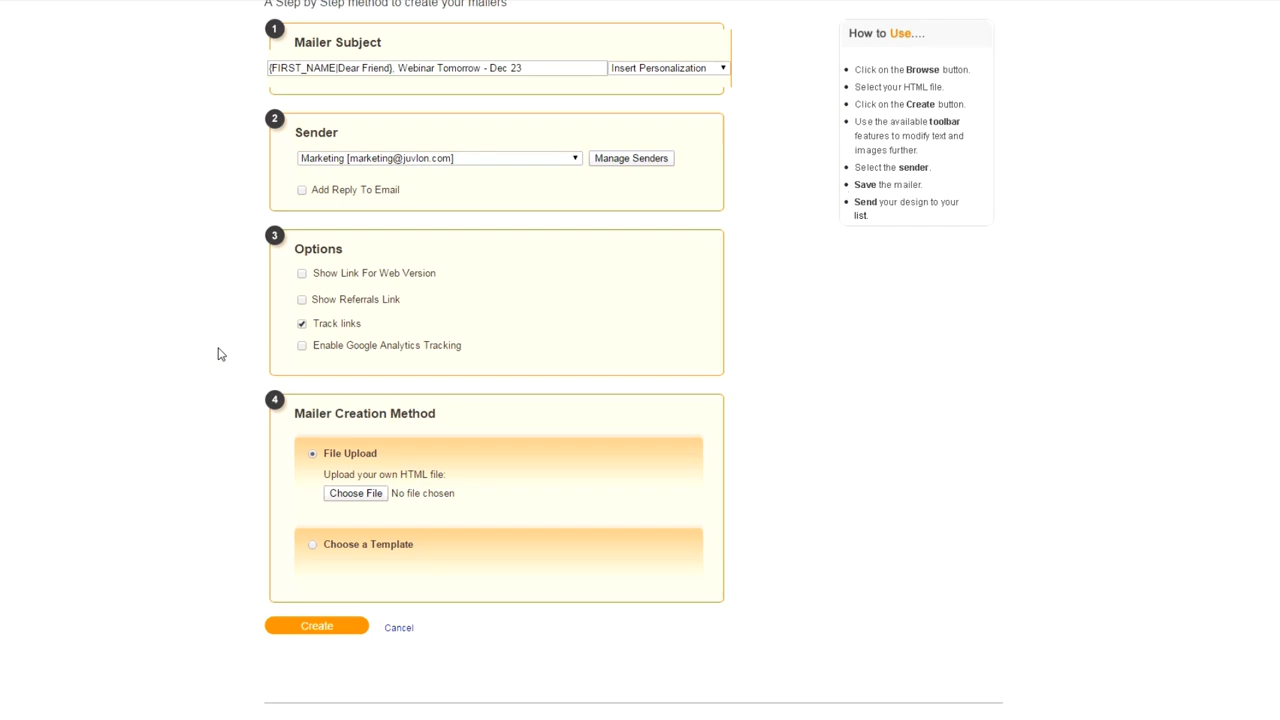 A Step by Step method to create your mailers
1
Mailer Subject
{FIRST_NAME|Dear Friend}, Webinar Tomorrow - Dec 23
Insert Personalization
2
Sender
Marketing [marketing@juvlon.com]
Manage Senders
Add Reply To Email
3
Options
Show Link For Web Version
Show Referrals Link
Track links
Enable Google Analytics Tracking
4
Mailer Creation Method
File Upload
Upload your own HTML file:
Choose File No file chosen
Choose a Template
Create
Cancel
How to Use....
Click on the Browse button.
Select your HTML file.
Click on the Create button.
Use the available toolbar
features to modify text and
images further.
Select the sender.
Save the mailer.
Send your design to your
list.